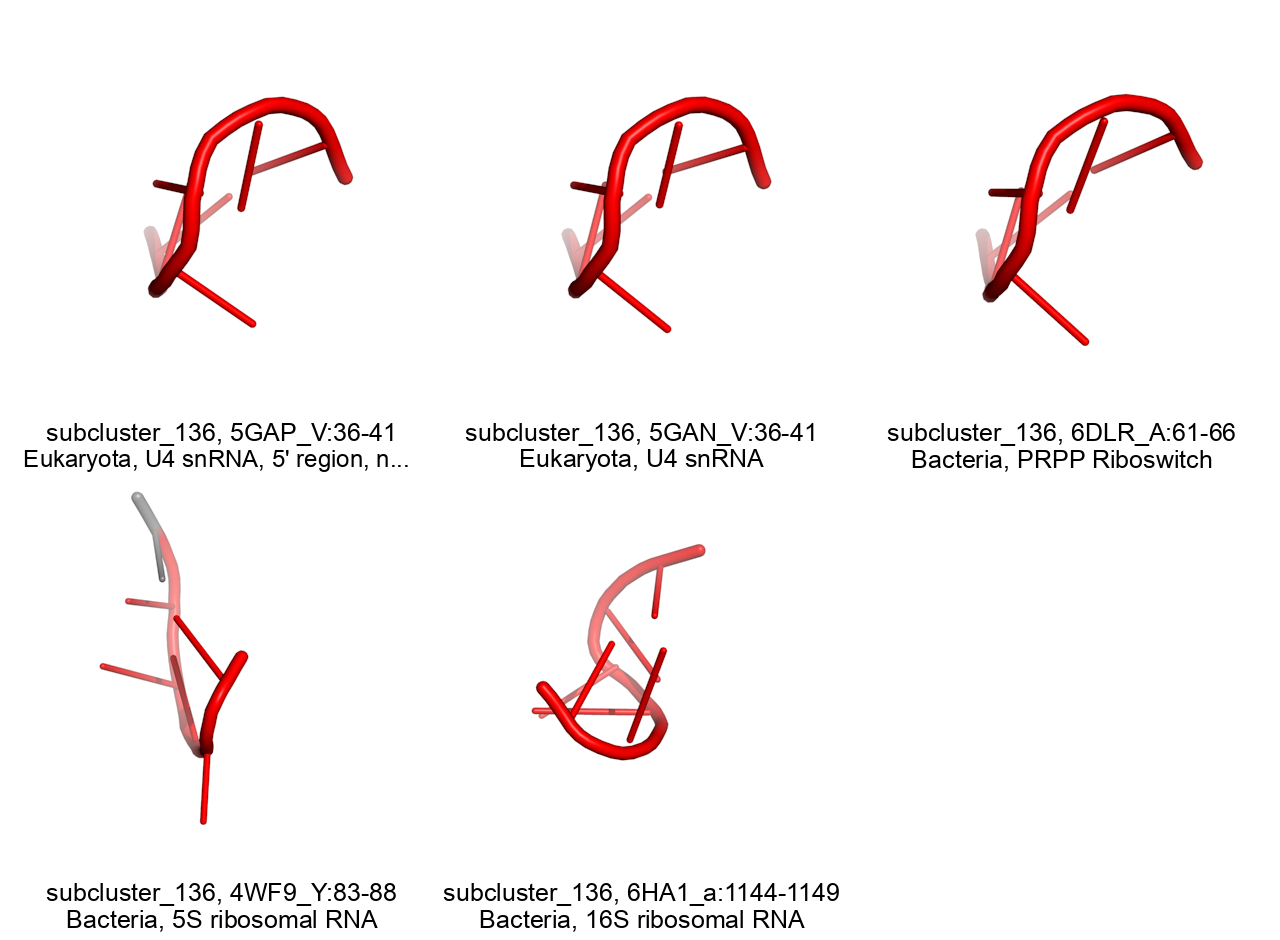 subcluster_136, 5GAP_V:36-41
Eukaryota, U4 snRNA, 5' region, n...
subcluster_136, 5GAN_V:36-41
Eukaryota, U4 snRNA
subcluster_136, 6DLR_A:61-66
Bacteria, PRPP Riboswitch
subcluster_136, 4WF9_Y:83-88
Bacteria, 5S ribosomal RNA
subcluster_136, 6HA1_a:1144-1149
Bacteria, 16S ribosomal RNA